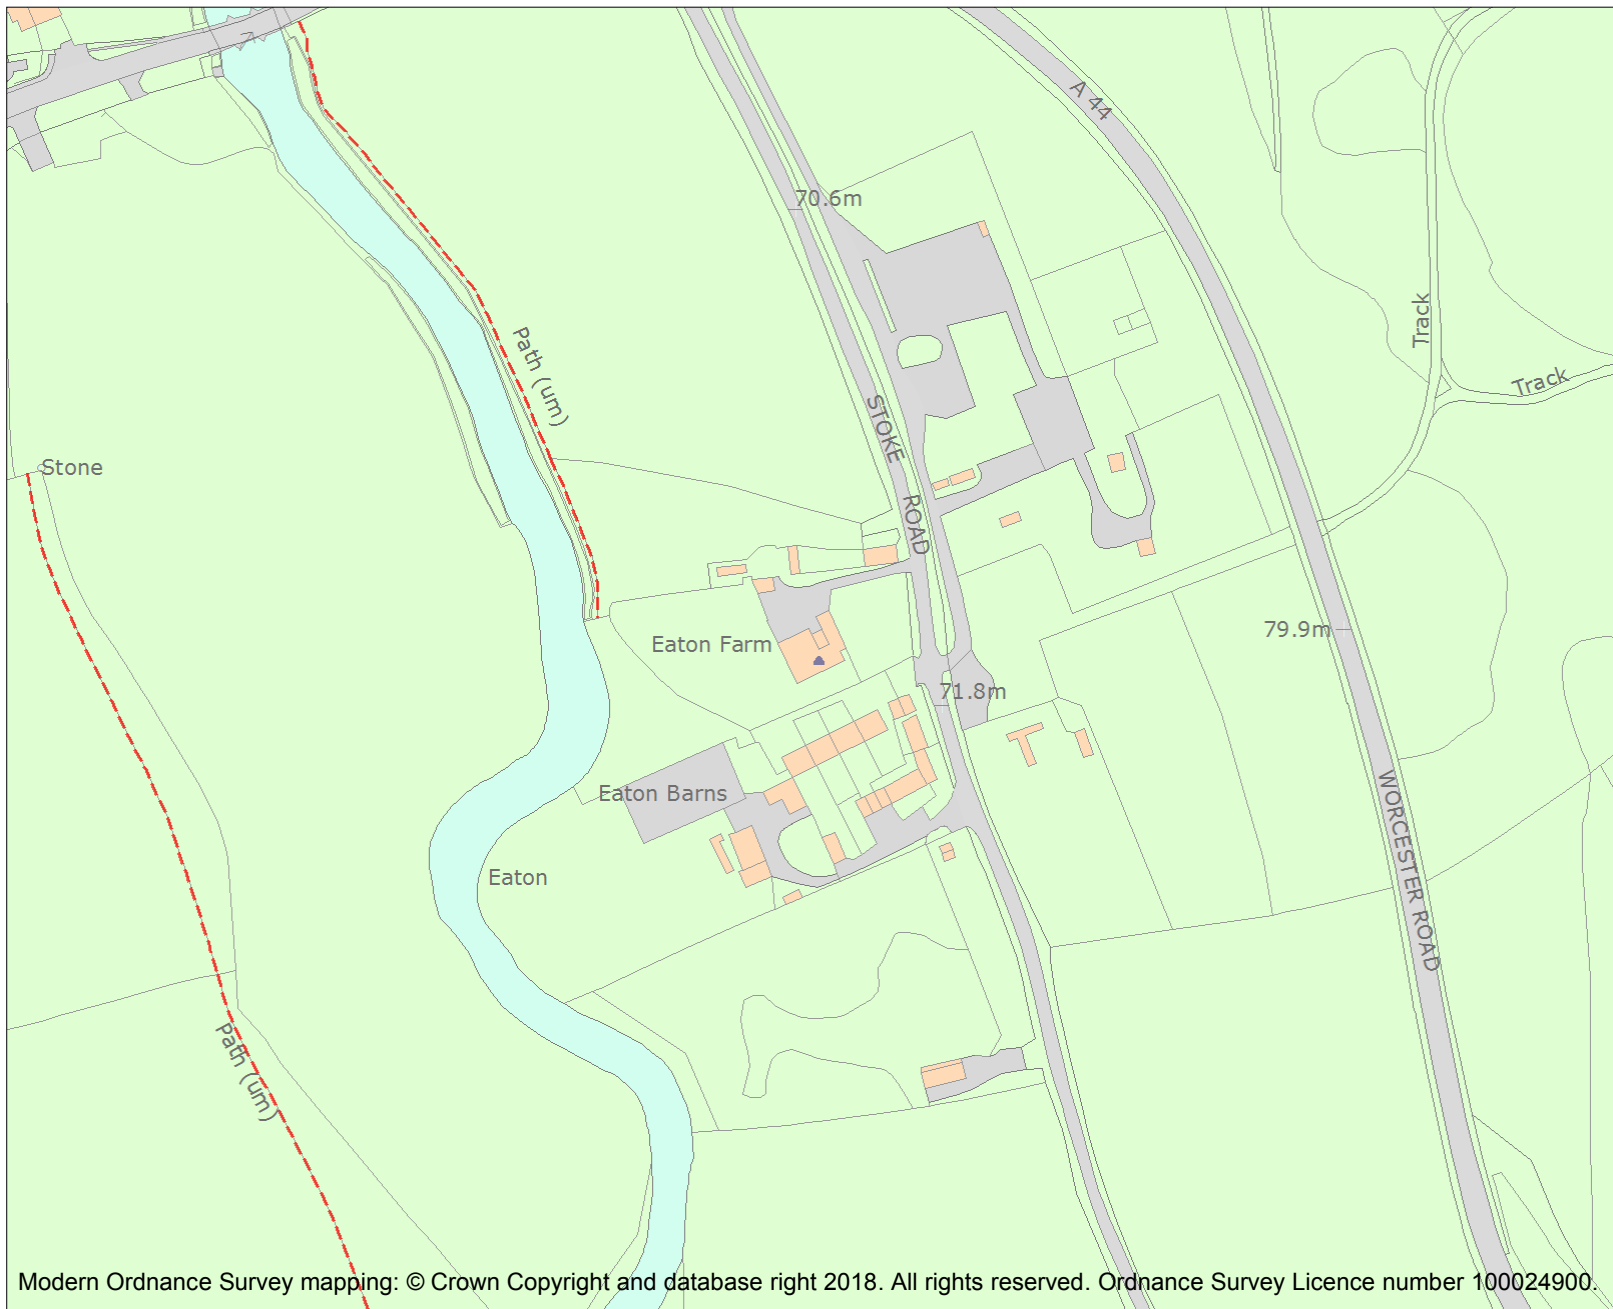 A 44
70.6m
Track
Path (um)
Track
STOKE ROAD
Stone
79.9m
Eaton Farm
71.8m
Eaton Barns
WORCESTER ROAD
Eaton
Path (um)
Modern Ordnance Survey mapping: © Crown Copyright and database right 2018. All rights reserved. Ordnance Survey Licence number 100024900.